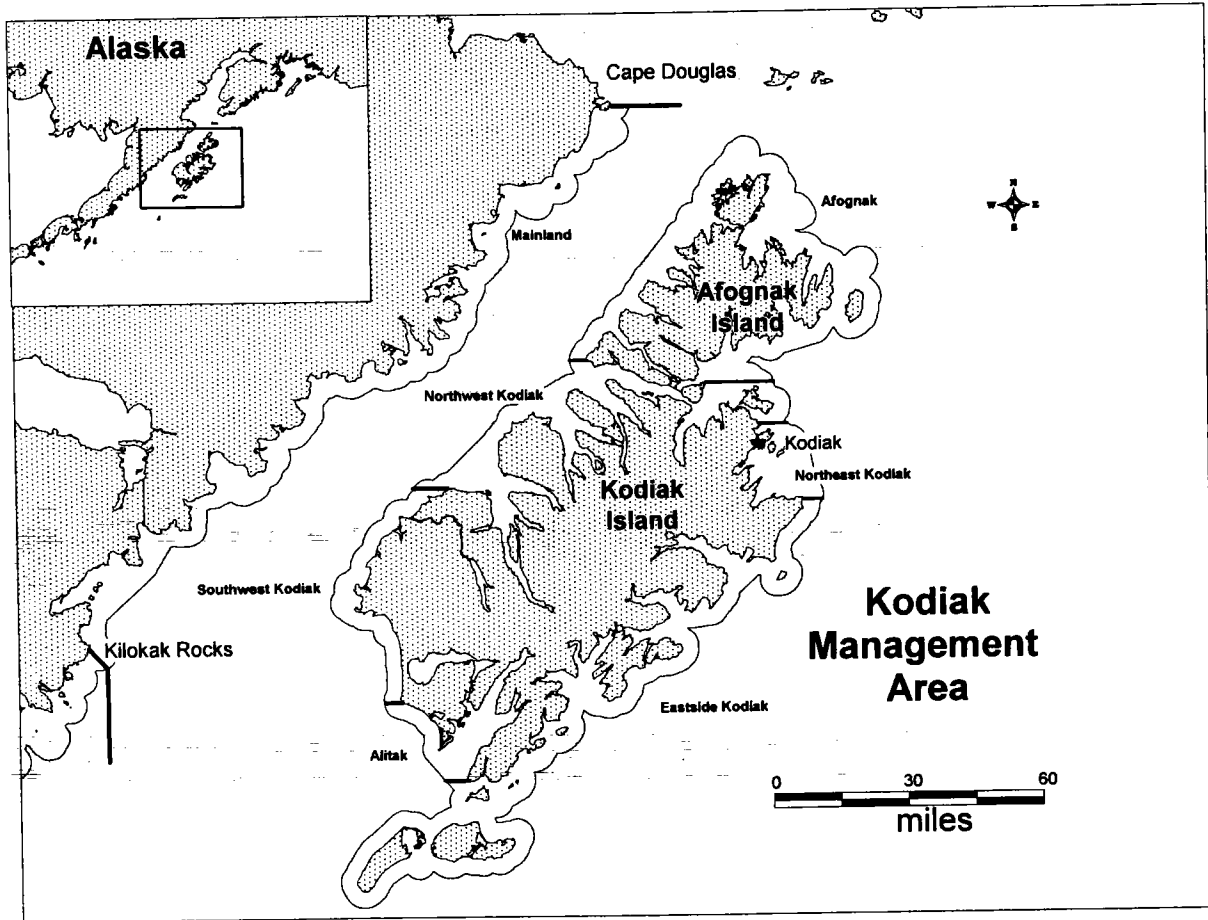 Alaska
Cape Douglas
Afognak
N
W E
S
Mainland
Afognak
Island
Northwest Kodiak
Kodiak
Northeast Kodiak
Kodiak
Island
Southwest Kodiak
Kodiak
Management
Area
Kilokak Rocks
Eastside Kodiak
Alitak
0 30 60
miles